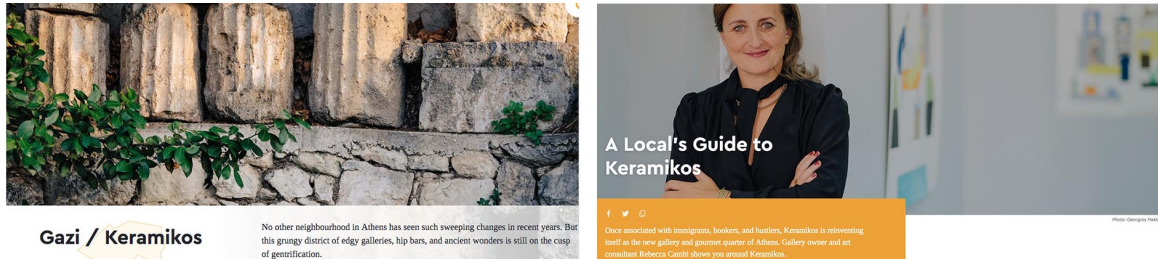 Gazi / Keramikos
No other neighbourhood in Athens has seen such sweeping changes in recent years. But
this grungy district of edgy galleries, hip bars, and ancient wonders is still on the cusp
of gentrification.
A Local's Guide to
Keramikos
Photo: Georgios Makk
Once associated with immigrants, hookers, and hustlers, Keramikos is reinventing
itself as the new gallery and gourmet quarter of Athens. Gallery owner and art
consultant Rebecca Camhi shows you around Keramikos.